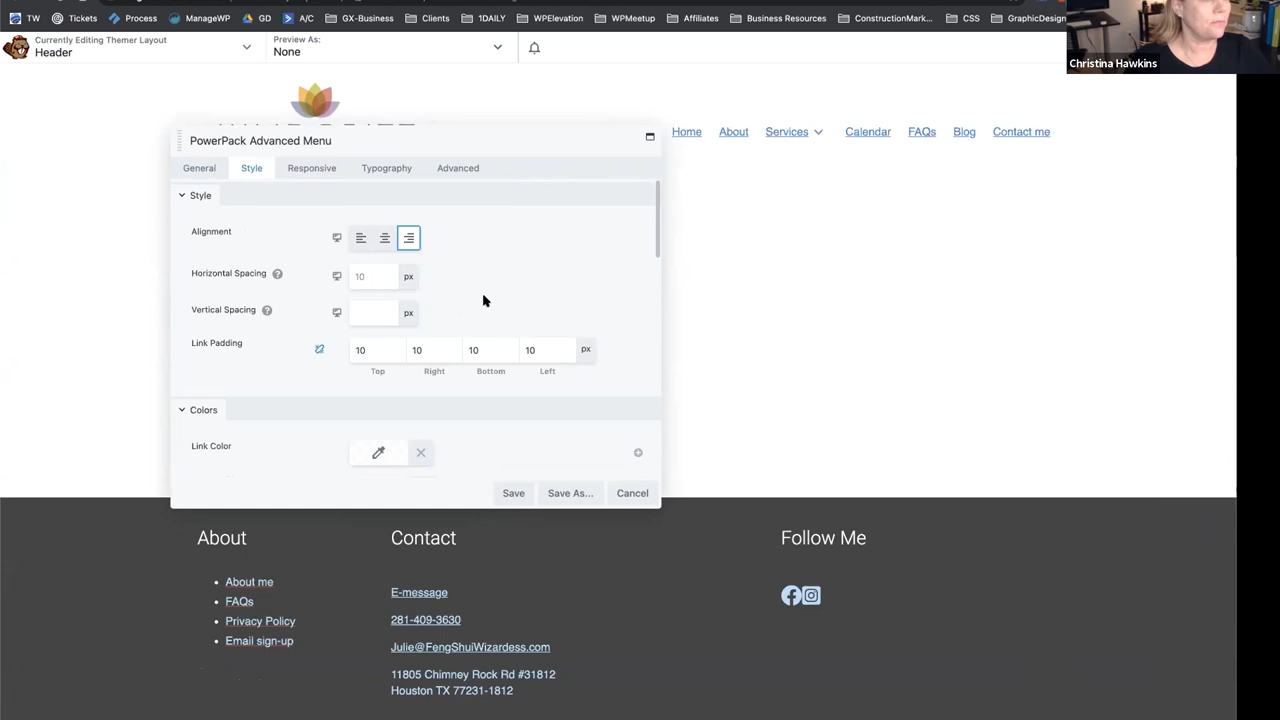 TW Tickets Process ManageWP GD A/C GX-Business Clients 1DAILY WPElevation WPMeetup Affiliates Business Resources ConstructionMark... CSS GraphicDesign
Currently Editing Themer Layout
Header
Preview As:
None
Christina Hawkins
Home About Services Calendar FAQs Blog Contact me
PowerPack Advanced Menu
General Style Responsive Typography Advanced
Style
Alignment
Horizontal Spacing ? 10 px
Vertical Spacing ? px
Link Padding 10 10 10 10 px
Top Right Bottom Left
Colors
Link Color
Save Save As... Cancel
About
About me
FAQs
Privacy Policy
Email sign-up
Contact
E-message
281-409-3630
Julie@FengShuiWizardess.com
11805 Chimney Rock Rd #31812
Houston TX 77231-1812
Follow Me